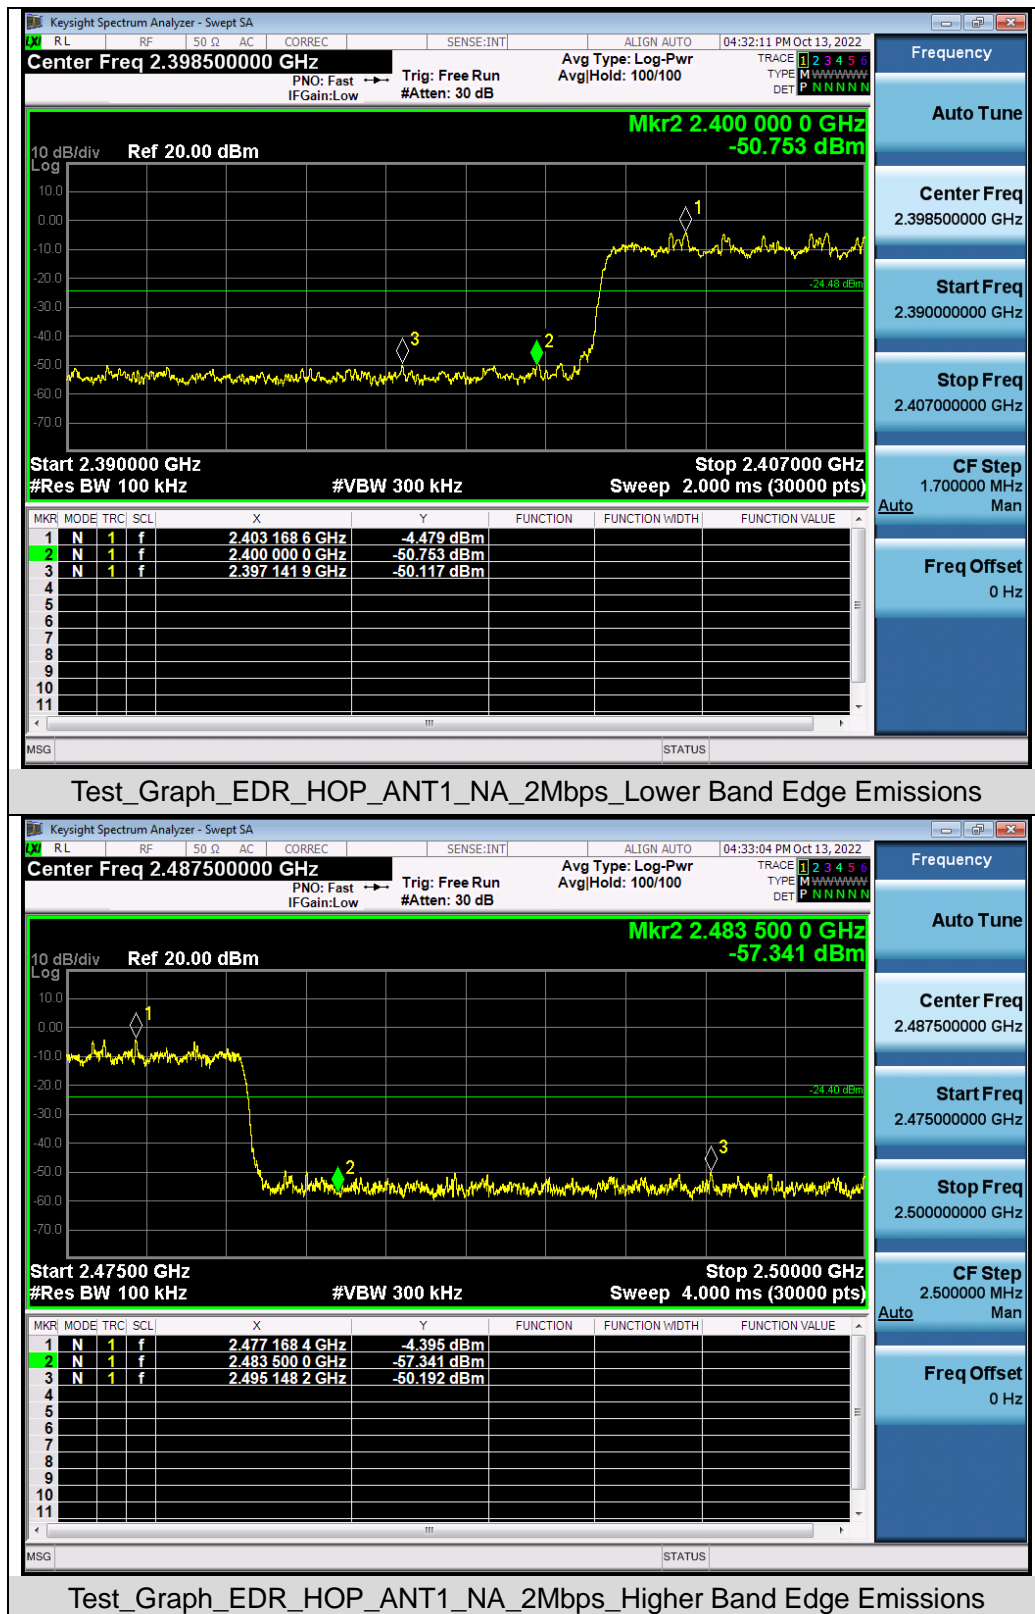 Keysight Spectrum Analyzer - Swept SA
LXI RL RF 50 Ω AC CORREC SENSE:INT ALIGN AUTO 04:32:11 PM Oct 13, 2022
Center Freq 2.398500000 GHz
PNO: Fast
IFGain:Low
Trig: Free Run
#Atten: 30 dB
Avg Type: Log-Pwr
Avg|Hold: 100/100
TRACE 1 2 3 4 5 6
TYPE M WWWWW
DET P N N N N N
Mkr2 2.400 000 0 GHz
-50.753 dBm
10 dB/div Ref 20.00 dBm
Log
10.0
0.00
-10.0
-20.0
-30.0
-40.0
-50.0
-60.0
-70.0
1
-24.48 dBm
3
2
Start 2.390000 GHz Stop 2.407000 GHz
#Res BW 100 kHz #VBW 300 kHz Sweep 2.000 ms (30000 pts)
MKR MODE TRC SCL X Y FUNCTION FUNCTION WIDTH FUNCTION VALUE
1 N 1 f 2.403 168 6 GHz -4.479 dBm
2 N 1 f 2.400 000 0 GHz -50.753 dBm
3 N 1 f 2.397 141 9 GHz -50.117 dBm
4
5
6
7
8
9
10
11
MSG STATUS
Frequency
Auto Tune
Center Freq
2.398500000 GHz
Start Freq
2.390000000 GHz
Stop Freq
2.407000000 GHz
CF Step
1.700000 MHz
Auto Man
Freq Offset
0 Hz
Test_Graph_EDR_HOP_ANT1_NA_2Mbps_Lower Band Edge Emissions
Keysight Spectrum Analyzer - Swept SA
LXI RL RF 50 Ω AC CORREC SENSE:INT ALIGN AUTO 04:33:04 PM Oct 13, 2022
Center Freq 2.487500000 GHz
PNO: Fast
IFGain:Low
Trig: Free Run
#Atten: 30 dB
Avg Type: Log-Pwr
Avg|Hold: 100/100
TRACE 1 2 3 4 5 6
TYPE M WWWWW
DET P N N N N N
Mkr2 2.483 500 0 GHz
-57.341 dBm
10 dB/div Ref 20.00 dBm
Log
10.0
0.00
-10.0
-20.0
-30.0
-40.0
-50.0
-60.0
-70.0
1
-24.40 dBm
3
2
Start 2.47500 GHz Stop 2.50000 GHz
#Res BW 100 kHz #VBW 300 kHz Sweep 4.000 ms (30000 pts)
MKR MODE TRC SCL X Y FUNCTION FUNCTION WIDTH FUNCTION VALUE
1 N 1 f 2.477 168 4 GHz -4.395 dBm
2 N 1 f 2.483 500 0 GHz -57.341 dBm
3 N 1 f 2.495 148 2 GHz -50.192 dBm
4
5
6
7
8
9
10
11
MSG STATUS
Frequency
Auto Tune
Center Freq
2.487500000 GHz
Start Freq
2.475000000 GHz
Stop Freq
2.500000000 GHz
CF Step
2.500000 MHz
Auto Man
Freq Offset
0 Hz
Test_Graph_EDR_HOP_ANT1_NA_2Mbps_Higher Band Edge Emissions